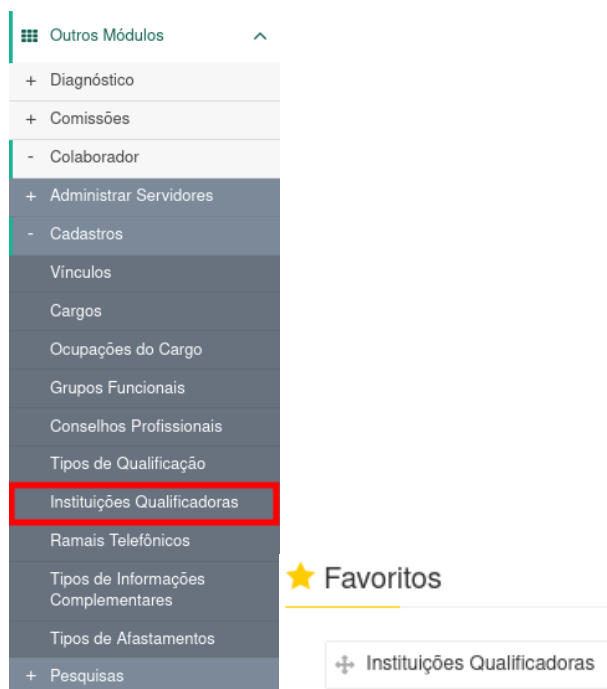 Outros Módulos
+ Diagnóstico
+ Comissões
- Colaborador
+ Administrar Servidores
- Cadastros
Vínculos
Cargos
Ocupações do Cargo
Grupos Funcionais
Conselhos Profissionais
Tipos de Qualificação
Instituições Qualificadoras
Ramais Telefônicos
Tipos de Informações
Complementares
Tipos de Afastamentos
+ Pesquisas
Favoritos
Instituições Qualificadoras